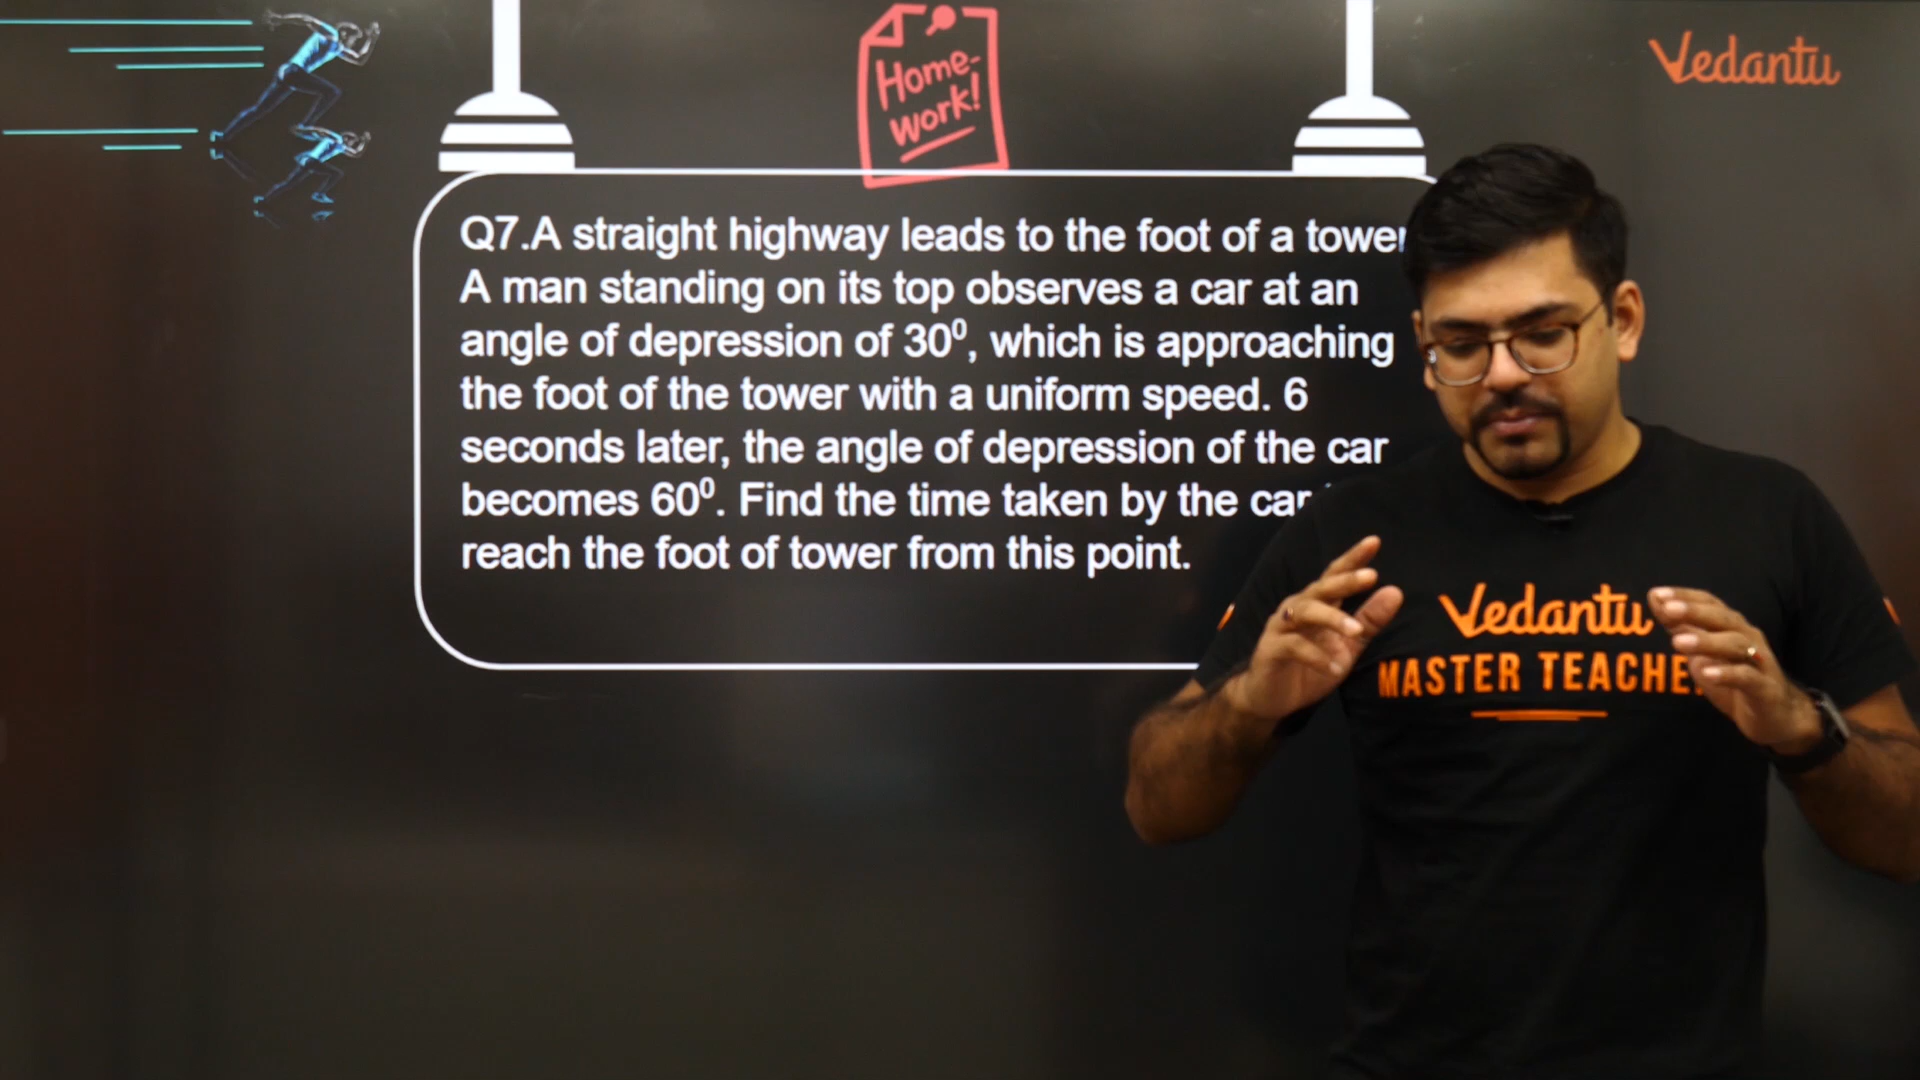 Home-
work!
Vedantu
Q7.A straight highway leads to the foot of a tower
A man standing on its top observes a car at an
angle of depression of 30⁰, which is approaching
the foot of the tower with a uniform speed. 6
seconds later, the angle of depression of the car
becomes 60⁰. Find the time taken by the car
reach the foot of tower from this point.
Vedantu
MASTER TEACHE